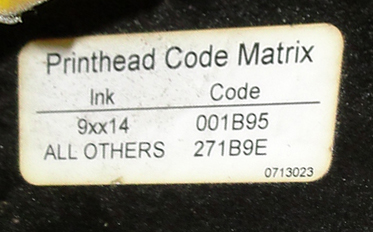 Printhead Code Matrix
Ink Code
9xx14 001B95
ALL OTHERS 271B9E
0713023